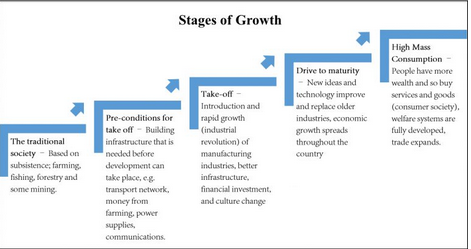 Stages of Growth
The traditional
society – Based on
subsistence; farming,
fishing, forestry and
some mining.
Pre-conditions for
take off – Building
infrastructure that is
needed before
development can
take place, e.g.
transport network,
money from
farming, power
supplies,
communications.
Take-off –
Introduction and
rapid growth
(industrial
revolution) of
manufacturing
industries, better
infrastructure,
financial investment,
and culture change
Drive to maturity
– New ideas and
technology improve
and replace older
industries, economic
growth spreads
throughout the
country
High Mass
Consumption –
People have more
wealth and so buy
services and goods
(consumer society),
welfare systems are
fully developed,
trade expands.